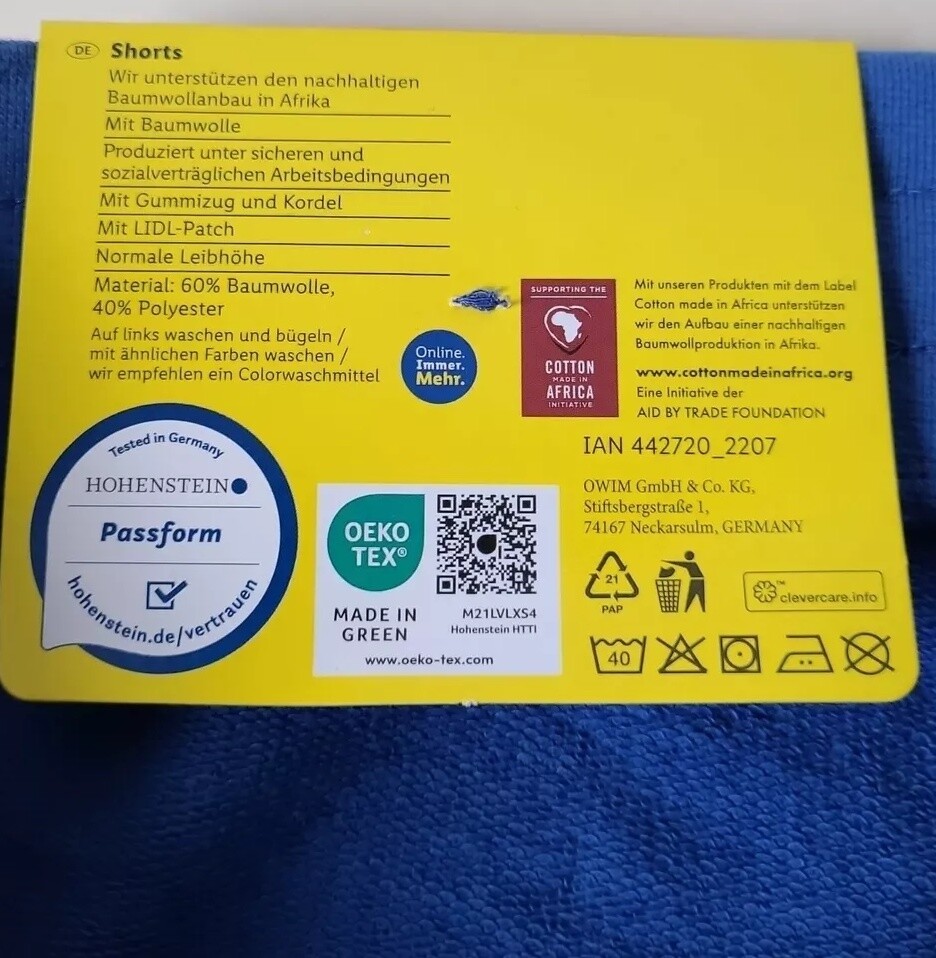 DE Shorts
Wir unterstützen den nachhaltigen
Baumwollanbau in Afrika
Mit Baumwolle
Produziert unter sicheren und
sozialverträglichen Arbeitsbedingungen
Mit Gummizug und Kordel
Mit LIDL-Patch
Normale Leibhöhe
Material: 60% Baumwolle,
40% Polyester
Auf links waschen und bügeln /
mit ähnlichen Farben waschen /
wir empfehlen ein Colorwaschmittel
Online.
Immer.
Mehr.
SUPPORTING THE
COTTON
MADE IN
AFRICA
INITIATIVE
Mit unseren Produkten mit dem Label
Cotton made in Africa unterstützen
wir den Aufbau einer nachhaltigen
Baumwollproduktion in Afrika.
www.cottonmadeinafrica.org
Eine Initiative der
AID BY TRADE FOUNDATION
IAN 442720_2207
OWIM GmbH & Co. KG,
Stiftsbergstraße 1,
74167 Neckarsulm, GERMANY
Tested in Germany
HOHENSTEIN
Passform
hohenstein.de/vertrauen
OEKO
TEX®
MADE IN
GREEN
M21LVLXS4
Hohenstein HTTI
www.oeko-tex.com
21
PAP
™
clevercare.info
40